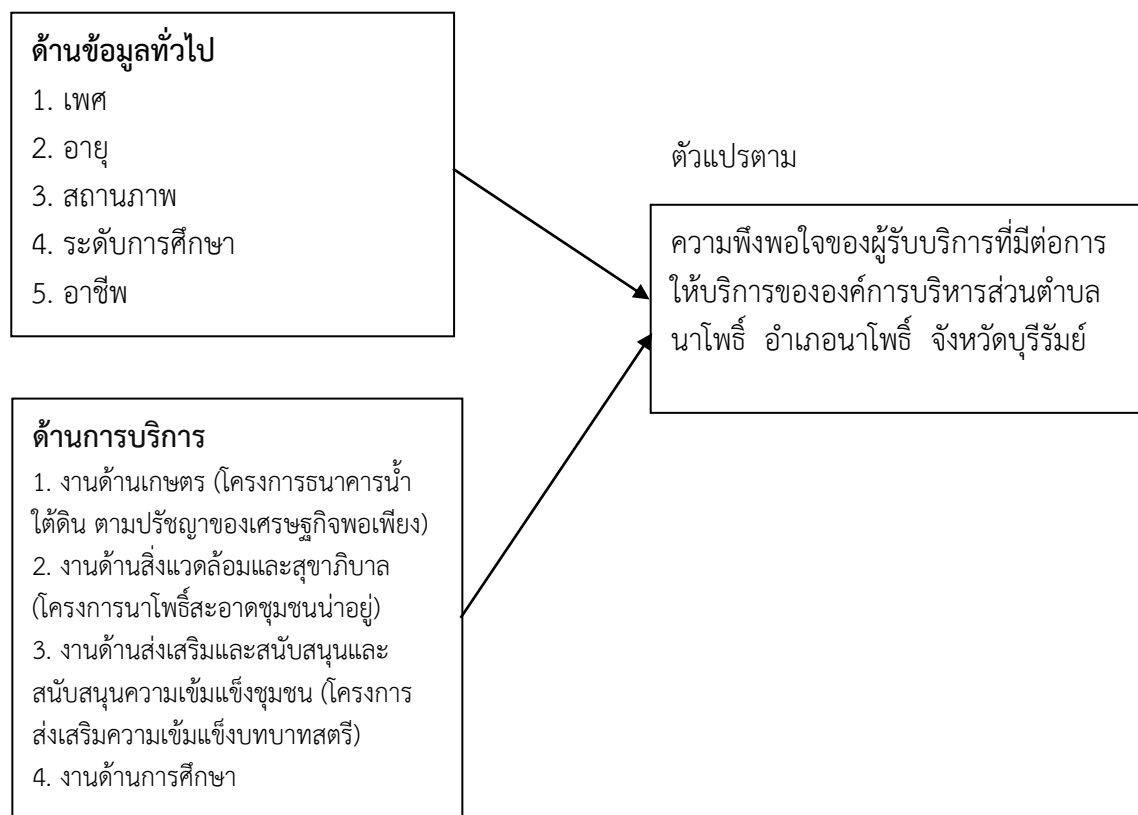 ด้านข้อมูลทั่วไป
1. เพศ
2. อายุ
3. สถานภาพ
4. ระดับการศึกษา
5. อาชีพ
ตัวแปรตาม
ความพึงพอใจของผู้รับบริการที่มีต่อการ
ให้บริการขององค์การบริหารส่วนตำบล
นาโพธิ์ อำเภอนาโพธิ์ จังหวัดบุรีรัมย์
ด้านการบริการ
1. งานด้านเกษตร (โครงการธนาคารน้ำ
ใต้ดิน ตามปรัชญาของเศรษฐกิจพอเพียง)
2. งานด้านสิ่งแวดล้อมและสุขาภิบาล
(โครงการนาโพธิ์สะอาดชุมชนน่าอยู่)
3. งานด้านส่งเสริมและสนับสนุนและ
สนับสนุนความเข้มแข็งชุมชน (โครงการ
ส่งเสริมความเข้มแข็งบทบาทสตรี)
4. งานด้านการศึกษา